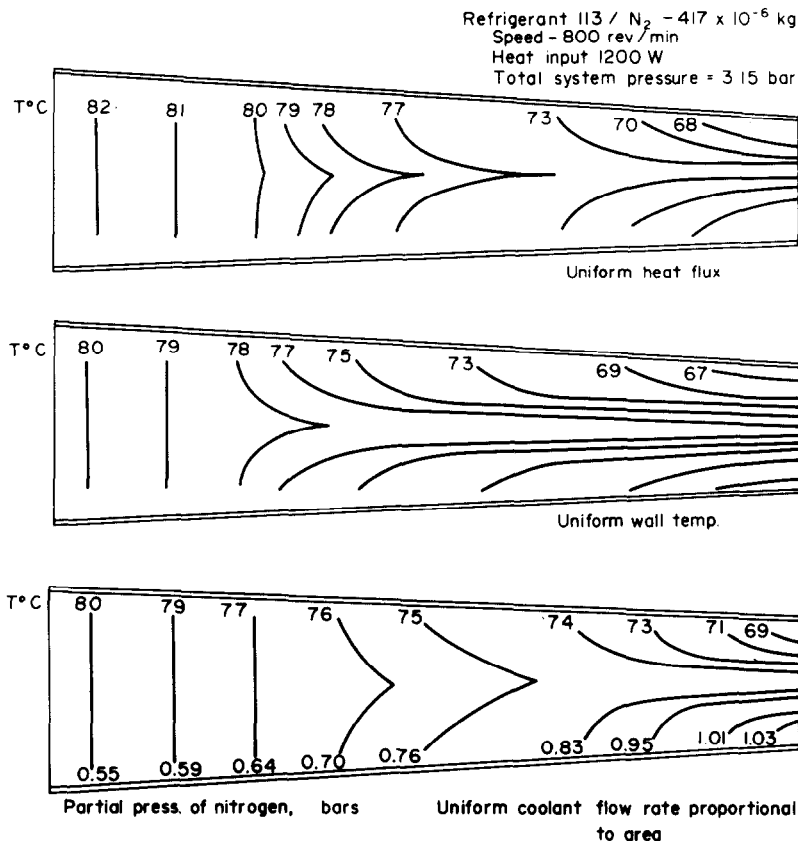 Refrigerant 113 / N₂ - 417 x 10⁻⁶ kg
Speed - 800 rev/min
Heat input 1200 W
Total system pressure = 3 15 bar
T°C 82 81 80 79 78 77 73 70 68
Uniform heat flux
T°C 80 79 78 77 75 73 69 67
Uniform wall temp.
T°C 80 79 77 76 75 74 73 71 69
0.55 0.59 0.64 0.70 0.76 0.83 0.95 1.01 1.03
Partial press. of nitrogen, bars
Uniform coolant flow rate proportional
to area